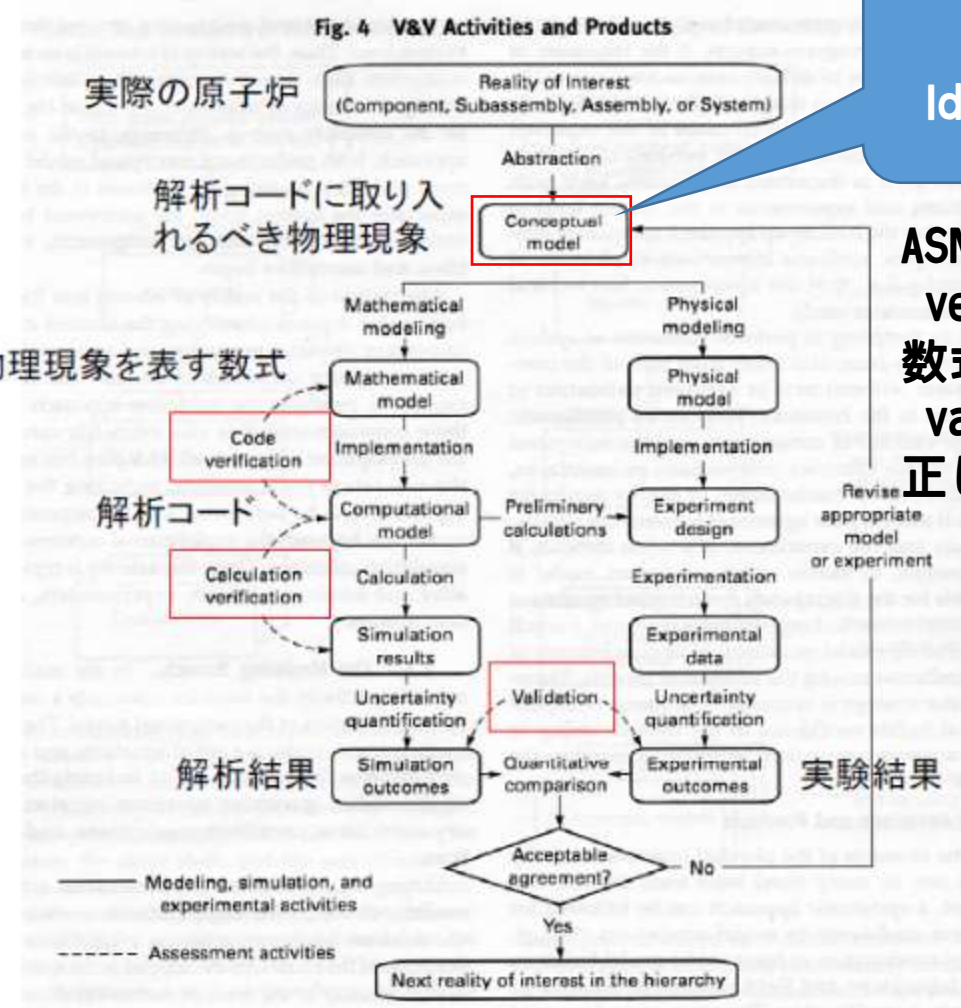 Fig. 4 V&V Activities and Products
実際の原子炉
Reality of Interest
(Component, Subassembly, Assembly, or System)
Id
Abstraction
解析コードに取り入
れるべき物理現象
Conceptual
model
Mathematical
modeling
Physical
modeling
物理現象を表す数式
Mathematical
model
Physical
model
数式
Code
verification
Implementation
Implementation
正し
解析コード
Computational
model
Preliminary
calculations
Experiment
design
Revise
appropriate
model
or experiment
Calculation
verification
Calculation
Experimentation
Simulation
results
Experimental
data
Uncertainty
quantification
Validation
Uncertainty
quantification
解析結果
Simulation
outcomes
Quantitative
comparison
Experimental
outcomes
実験結果
Acceptable
agreement?
No
Modeling, simulation, and
experimental activities
Yes
Assessment activities
Next reality of interest in the hierarchy